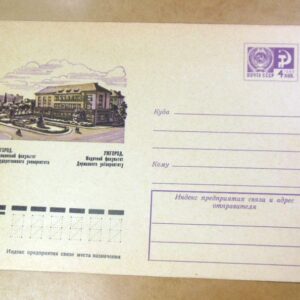 ПОЧТА СССР
4 коп.
Куда
УЖГОРОД.
Медичний факультет
Державного університету
Кому
Индекс предприятия связи и адрес
отправителя
Индекс предприятия связи места назначения